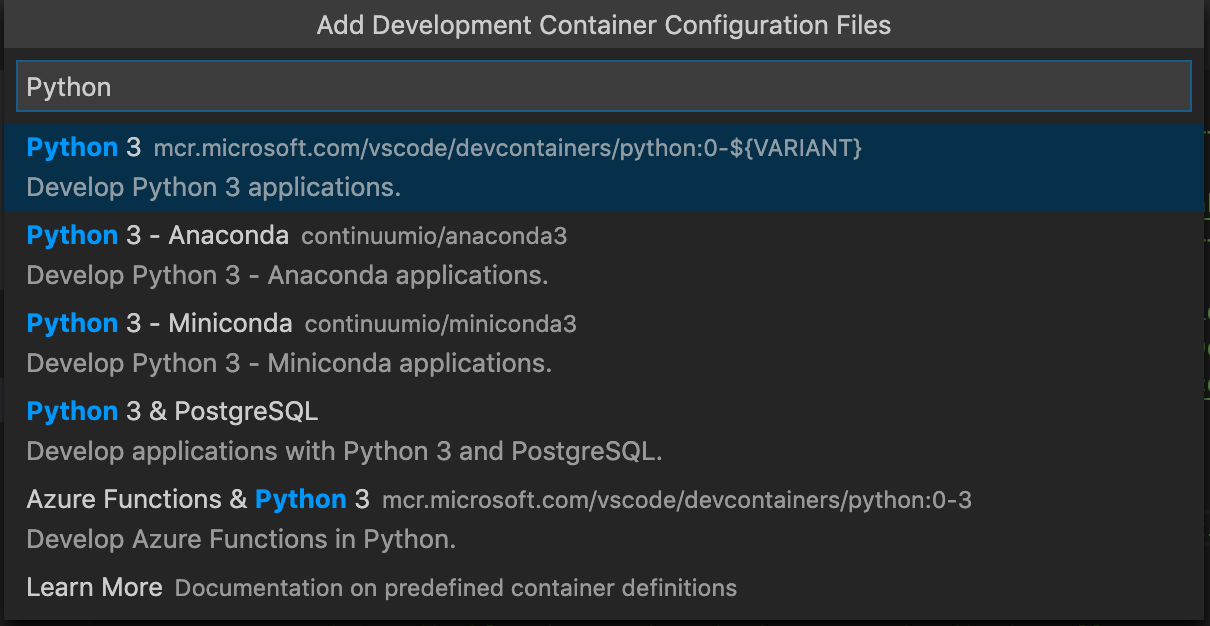 Add Development Container Configuration Files
Python
Python 3 mcr.microsoft.com/vscode/devcontainers/python:0-${VARIANT}
Develop Python 3 applications.
Python 3 - Anaconda continuumio/anaconda3
Develop Python 3 - Anaconda applications.
Python 3 - Miniconda continuumio/miniconda3
Develop Python 3 - Miniconda applications.
Python 3 & PostgreSQL
Develop applications with Python 3 and PostgreSQL.
Azure Functions & Python 3 mcr.microsoft.com/vscode/devcontainers/python:0-3
Develop Azure Functions in Python.
Learn More Documentation on predefined container definitions